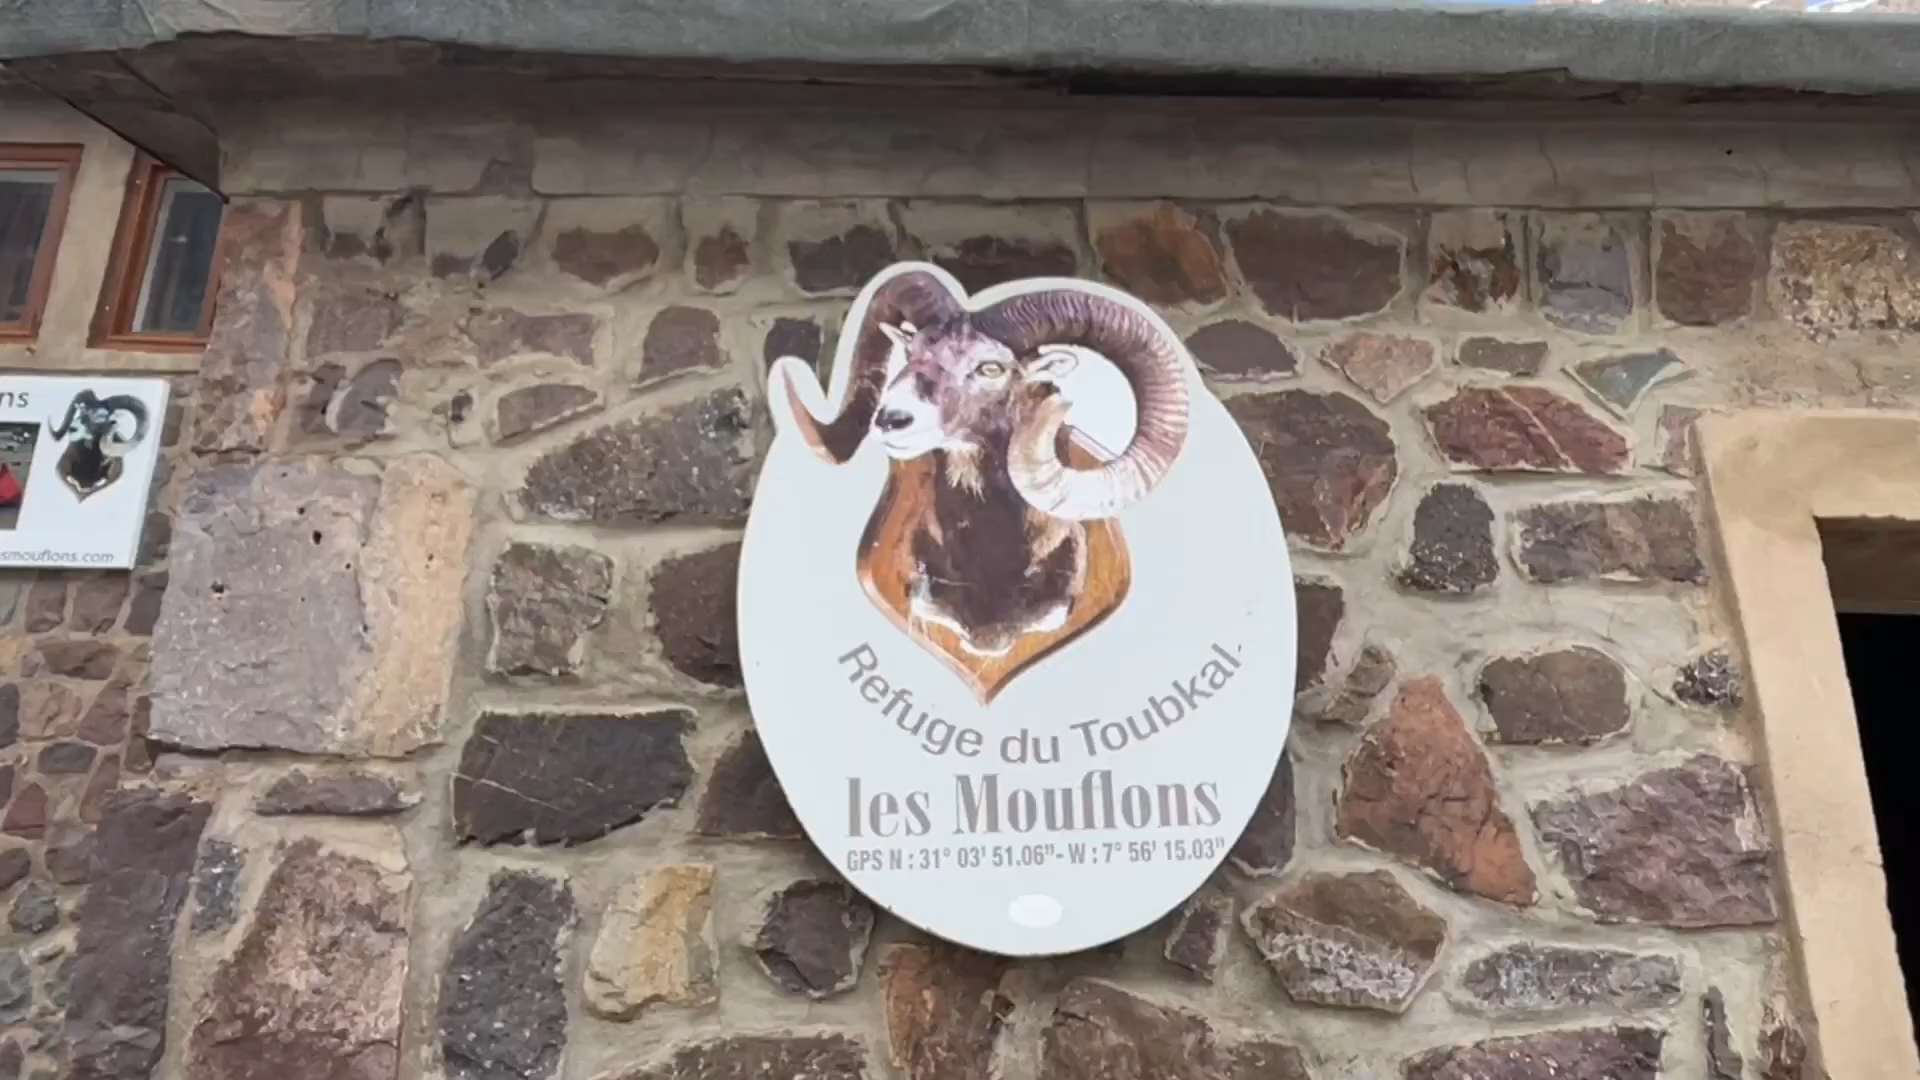 ns
smouflons.com
Refuge du Toubkal
les Mouflons
GPS N : 31° 03' 51.06" - W : 7° 56' 15.03"